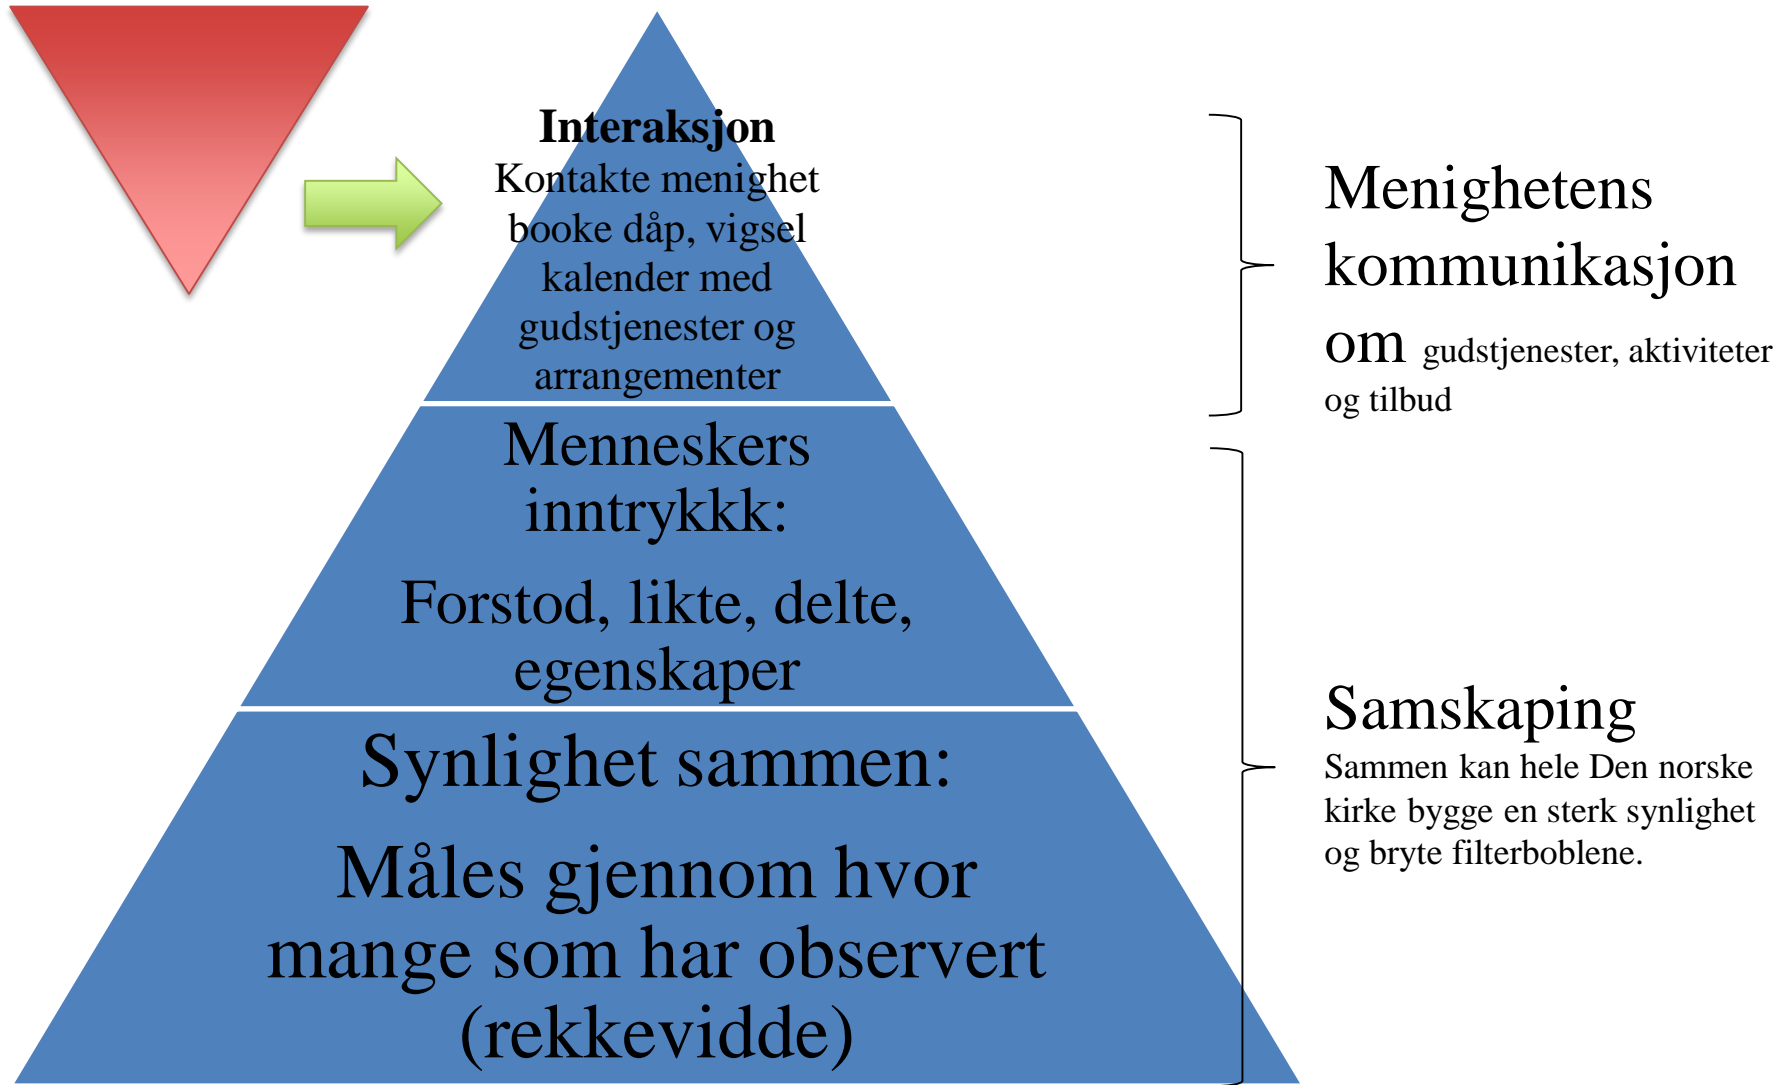 Interaksjon
Kontakte menighet
booke dåp, vigsel
kalender med
gudstjenester og
arrangementer
Menneskers
inntrykkk:
Forstod, likte, delte,
egenskaper
Synlighet sammen:
Måles gjennom hvor
mange som har observert
(rekkevidde)
Menighetens
kommunikasjon
om gudstjenester, aktiviteter
og tilbud
Samskaping
Sammen kan hele Den norske
kirke bygge en sterk synlighet
og bryte filterboblene.